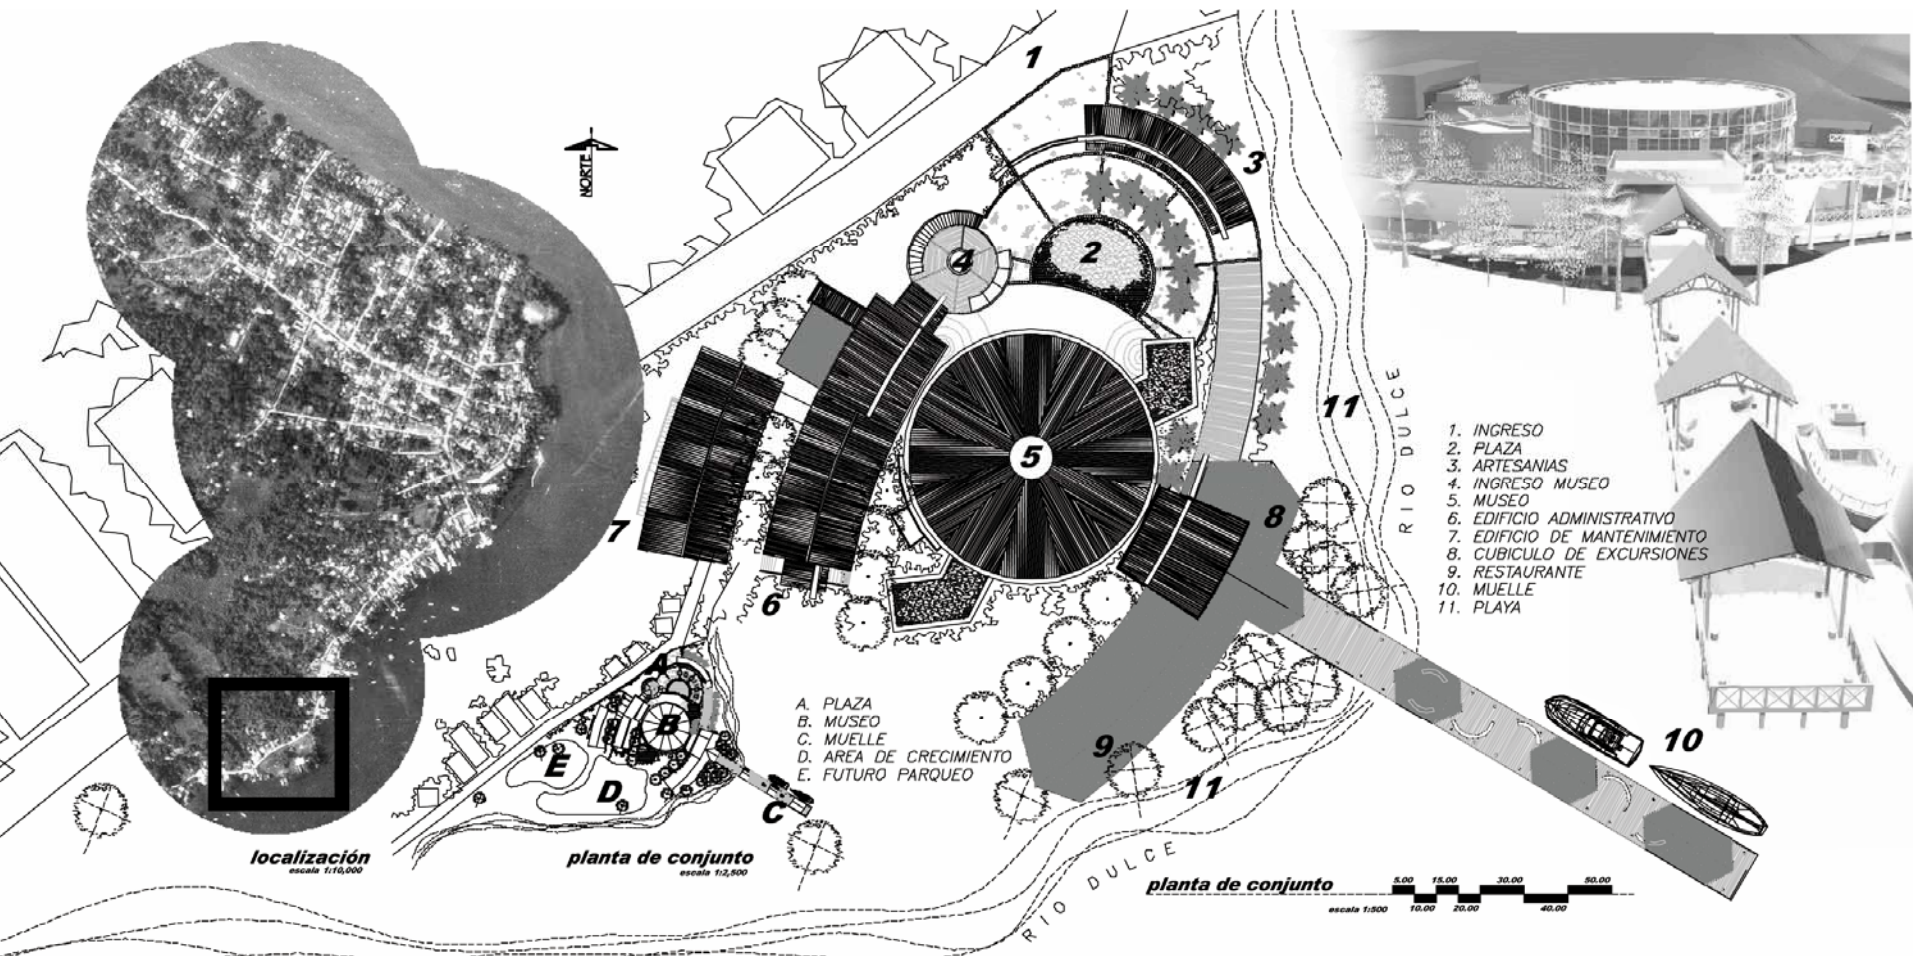 1
NORTE
3
2
4
5
11
RIO DULCE
1. INGRESO
2. PLAZA
3. ARTESANIAS
4. INGRESO MUSEO
5. MUSEO
6. EDIFICIO ADMINISTRATIVO
7. EDIFICIO DE MANTENIMIENTO
8. CUBICULO DE EXCURSIONES
9. RESTAURANTE
10. MUELLE
11. PLAYA
7
8
6
A
B
E
D
C
A. PLAZA
B. MUSEO
C. MUELLE
D. AREA DE CRECIMIENTO
E. FUTURO PARQUEO
9
10
11
RIO DULCE
localización
escala 1:10,000
planta de conjunto
escala 1:2,500
planta de conjunto
escala 1:500
5.00 15.00 30.00 50.00
10.00 20.00 40.00